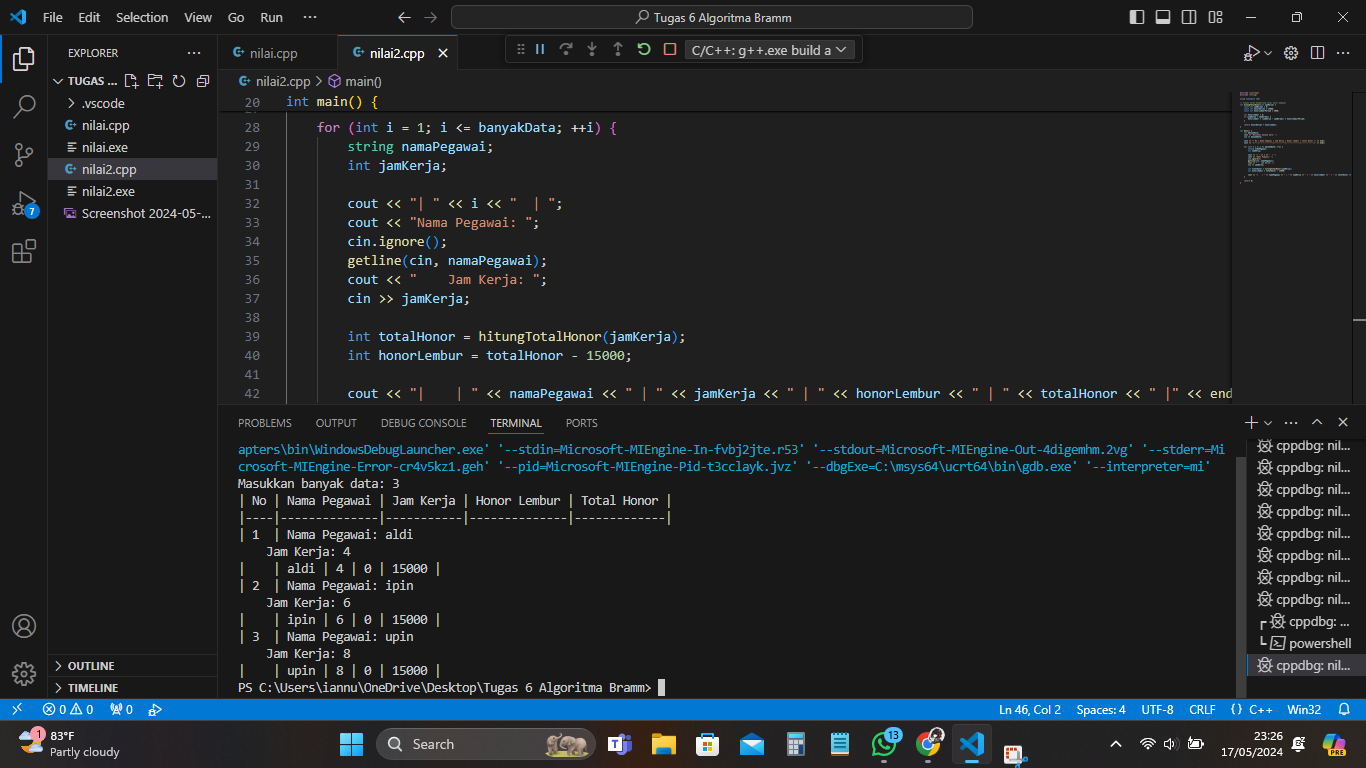 File Edit Selection View Go Run ··· Tugas 6 Algoritma Bramm
EXPLORER ···
TUGAS ...
.vscode
nilai.cpp
nilai.exe
nilai2.cpp
nilai2.exe
Screenshot 2024-05-...
OUTLINE
TIMELINE
7
nilai.cpp nilai2.cpp
C/C++: g++.exe build a
nilai2.cpp > main()
20 int main() {
28 for (int i = 1; i <= banyakData; ++i) {
29 string namaPegawai;
30 int jamKerja;
31
32 cout << "| " << i << "  | ";
33 cout << "Nama Pegawai: ";
34 cin.ignore();
35 getline(cin, namaPegawai);
36 cout << "    Jam Kerja: ";
37 cin >> jamKerja;
38
39 int totalHonor = hitungTotalHonor(jamKerja);
40 int honorLembur = totalHonor - 15000;
41
42 cout << "|    | " << namaPegawai << " | " << jamKerja << " | " << honorLembur << " | " << totalHonor << " |" << end
PROBLEMS OUTPUT DEBUG CONSOLE TERMINAL PORTS
apters\bin\WindowsDebugLauncher.exe' '--stdin=Microsoft-MIEngine-In-fvbj2jte.r53' '--stdout=Microsoft-MIEngine-Out-4digemhm.2vg' '--stderr=Mi
crosoft-MIEngine-Error-cr4v5kz1.geh' '--pid=Microsoft-MIEngine-Pid-t3cclayk.jvz' '--dbgExe=C:\msys64\ucrt64\bin\gdb.exe' '--interpreter=mi'
Masukkan banyak data: 3
| No | Nama Pegawai | Jam Kerja | Honor Lembur | Total Honor |
|----|--------------|-----------|--------------|-------------|
| 1  | Nama Pegawai: aldi
    Jam Kerja: 4
|    | aldi | 4 | 0 | 15000 |
| 2  | Nama Pegawai: ipin
    Jam Kerja: 6
|    | ipin | 6 | 0 | 15000 |
| 3  | Nama Pegawai: upin
    Jam Kerja: 8
|    | upin | 8 | 0 | 15000 |
PS C:\Users\iannu\OneDrive\Desktop\Tugas 6 Algoritma Bramm>
cppdbg: nil...
cppdbg: nil...
cppdbg: nil...
cppdbg: nil...
cppdbg: nil...
cppdbg: nil...
cppdbg: nil...
cppdbg: nil...
cppdbg: ...
powershell
cppdbg: nil...
0 0 0 Ln 46, Col 2 Spaces: 4 UTF-8 CRLF {} C++ Win32
1
83°F
Partly cloudy
Search
13
23:26
17/05/2024
PRE